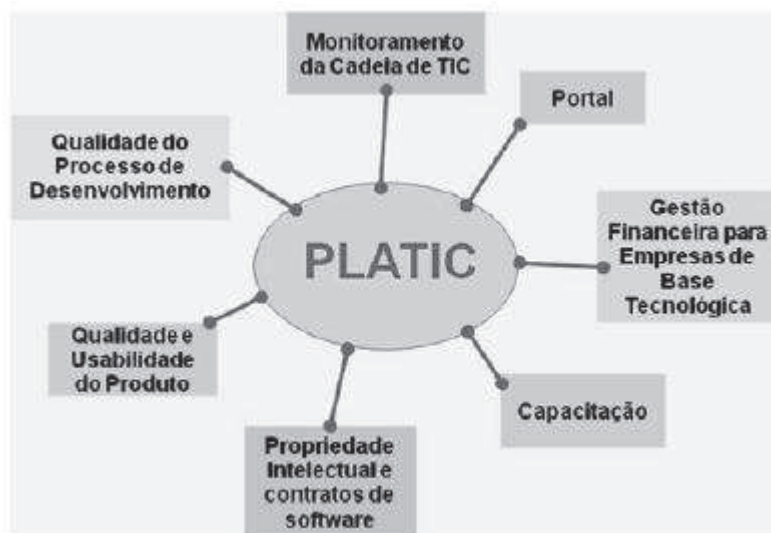 Monitoramento
da Cadeia de TIC
Portal
Qualidade do
Processo de
Desenvolvimento
Gestão
Financeira para
Empresas de
Base
Tecnológica
PLATIC
Qualidade e
Usabilidade
do Produto
Capacitação
Propriedade
Intelectual e
contratos de
software